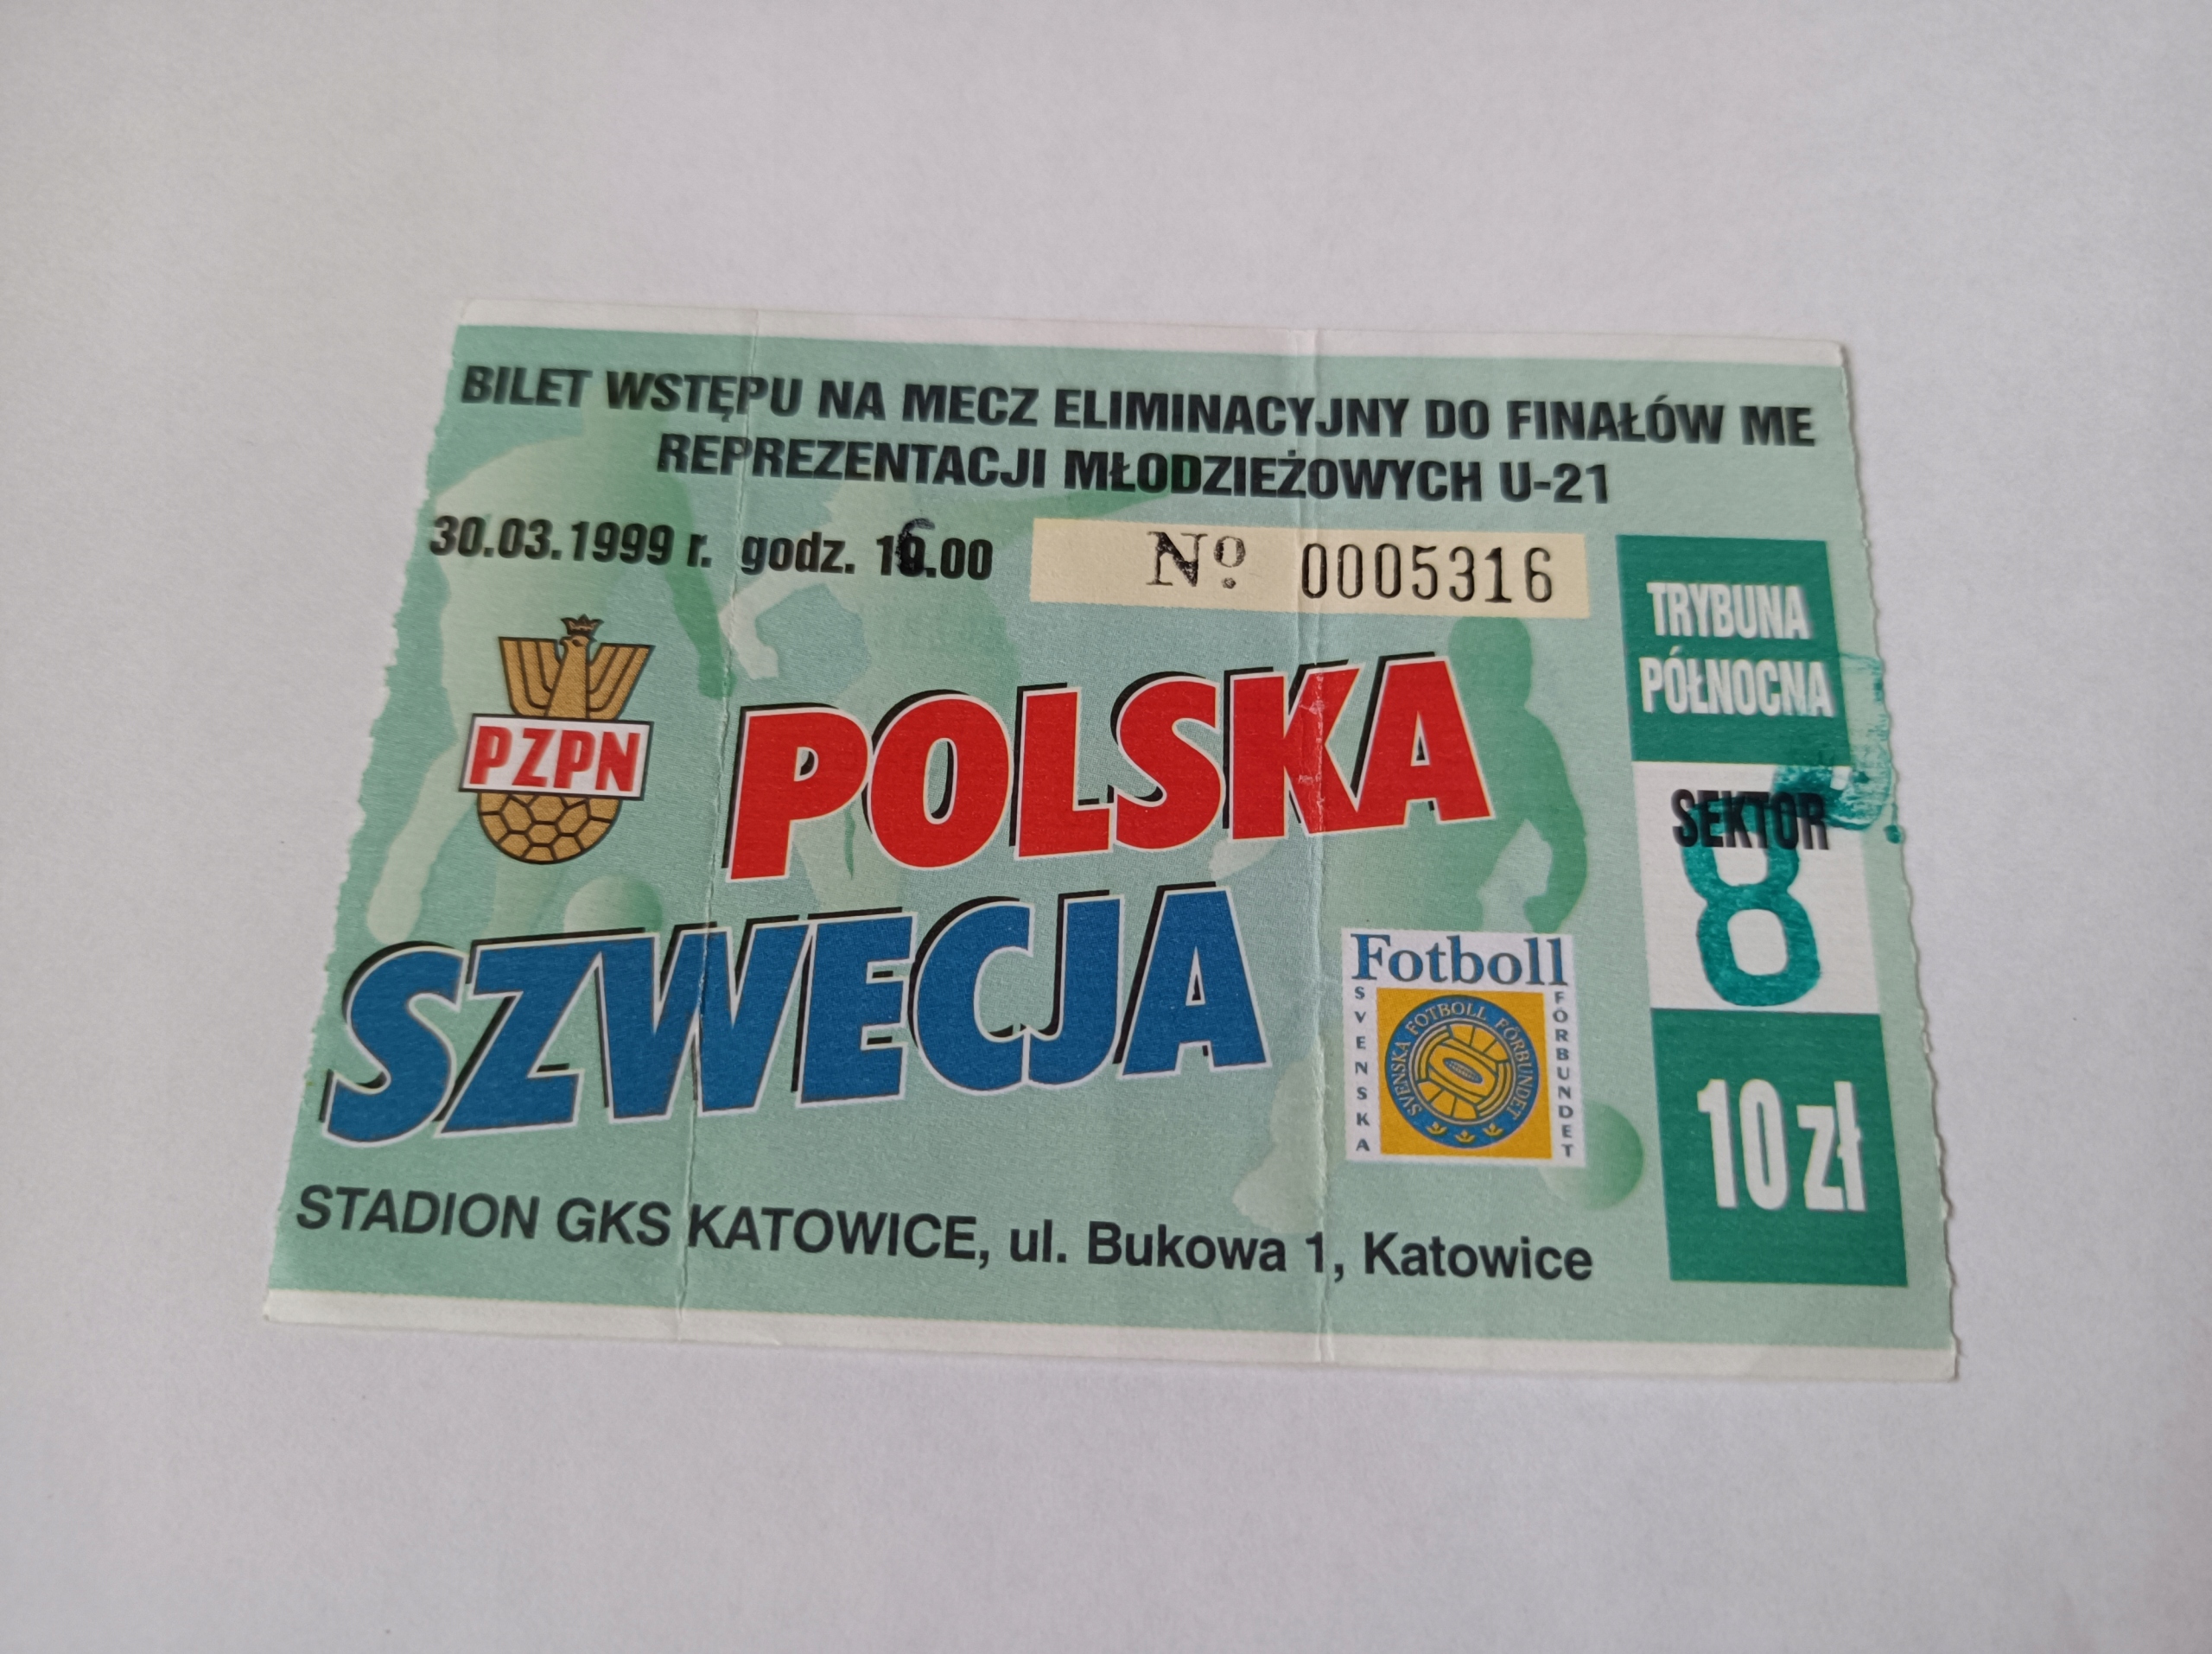 BILET WSTĘPU NA MECZ ELIMINACYJNY DO FINAŁÓW ME
REPREZENTACJI MŁODZIEŻOWYCH U-21
30.03.1999 r. godz. 16.00
No. 0005316
TRYBUNA
PÓŁNOCNA
PZPN
POLSKA
SZWECJA
SEKTOR
8
Fotboll
SVENSKA
FÖRBUNDET
SVENSKA FOTBOLL FÖRBUNDET
10 zł
STADION GKS KATOWICE, ul. Bukowa 1, Katowice